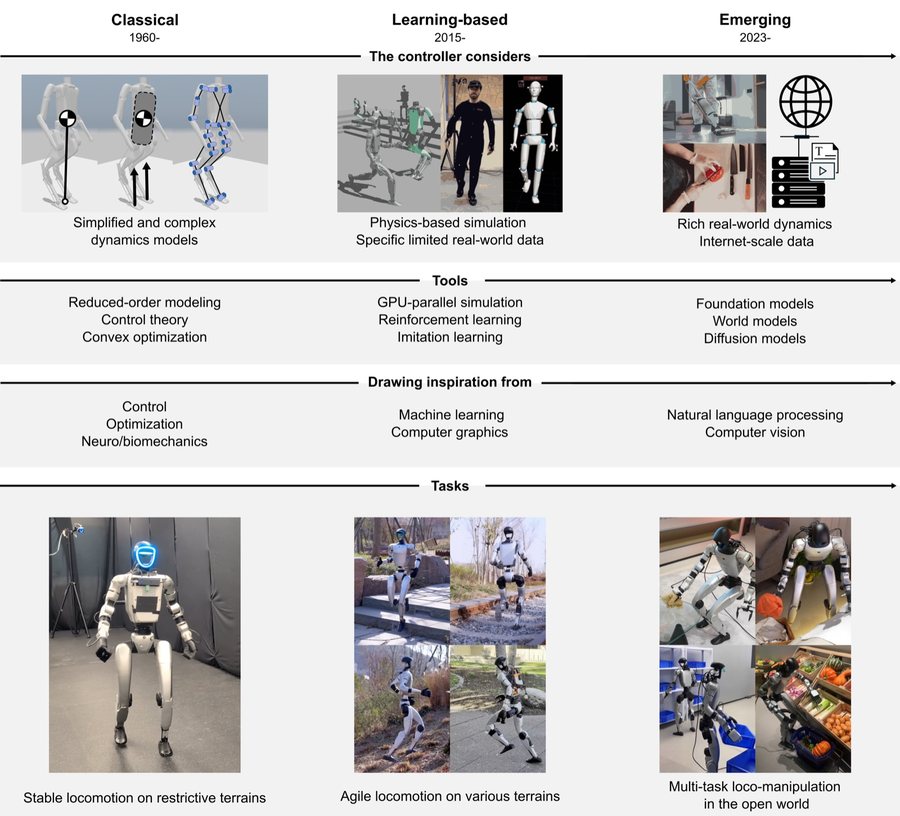 Classical
1960-
Learning-based
2015-
Emerging
2023-
The controller considers
T
Simplified and complex
dynamics models
Physics-based simulation
Specific limited real-world data
Rich real-world dynamics
Internet-scale data
Tools
Reduced-order modeling
Control theory
Convex optimization
GPU-parallel simulation
Reinforcement learning
Imitation learning
Foundation models
World models
Diffusion models
Drawing inspiration from
Control
Optimization
Neuro/biomechanics
Machine learning
Computer graphics
Natural language processing
Computer vision
Tasks
Stable locomotion on restrictive terrains
Agile locomotion on various terrains
Multi-task loco-manipulation
in the open world